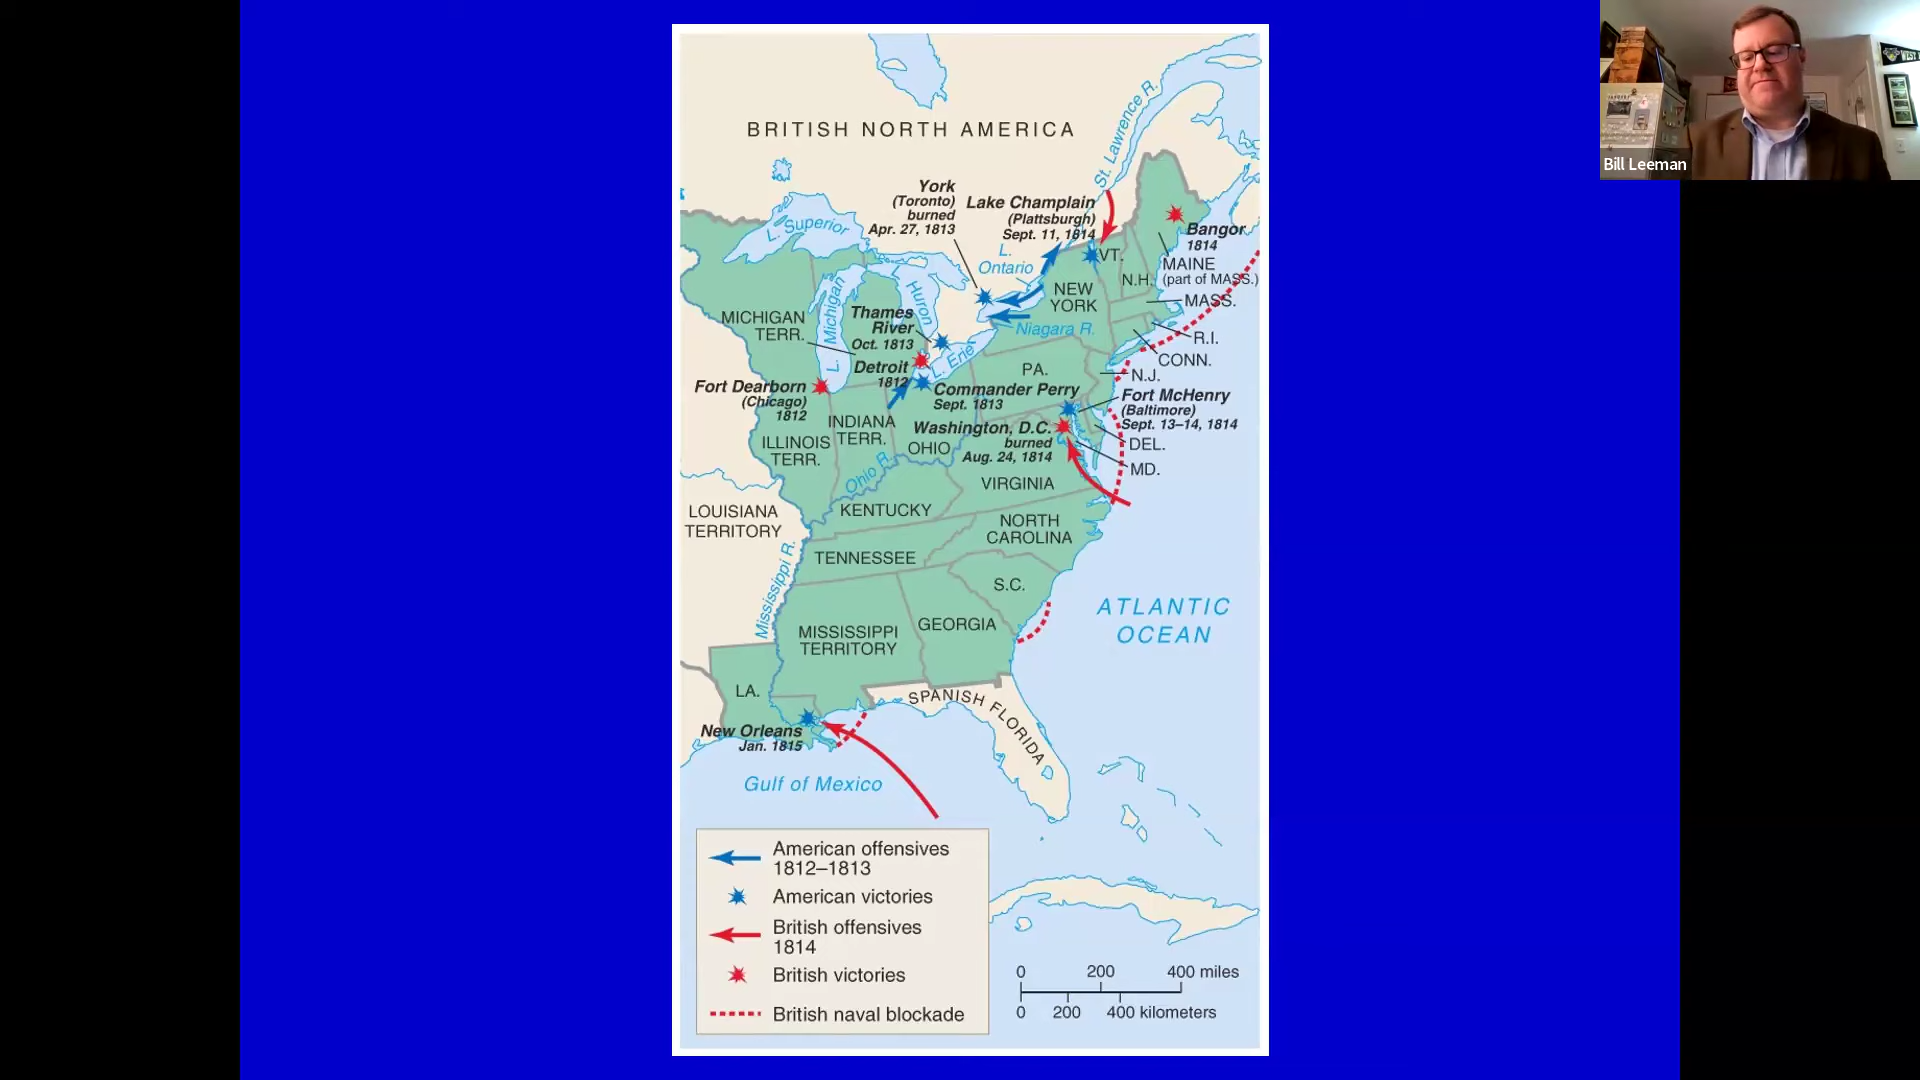 BRITISH NORTH AMERICA
St. Lawrence R.
York
(Toronto)
burned
Apr. 27, 1813
Lake Champlain
(Plattsburgh)
Sept. 11, 1814
Bangor
1814
L. Superior
L.
Ontario
VT.
MAINE
(part of MASS.)
N.H.
L. Michigan
L. Huron
NEW
YORK
MASS.
MICHIGAN
TERR.
Thames
River
Oct. 1813
Niagara R.
R.I.
Detroit
1812
L. Erie
PA.
CONN.
N.J.
Fort Dearborn
(Chicago)
1812
Commander Perry
Sept. 1813
Fort McHenry
(Baltimore)
Sept. 13–14, 1814
INDIANA
TERR.
Washington, D.C.
burned
Aug. 24, 1814
ILLINOIS
TERR.
OHIO
DEL.
MD.
Ohio R.
VIRGINIA
LOUISIANA
TERRITORY
KENTUCKY
NORTH
CAROLINA
Mississippi R.
TENNESSEE
S.C.
ATLANTIC
OCEAN
MISSISSIPPI
TERRITORY
GEORGIA
LA.
SPANISH FLORIDA
New Orleans
Jan. 1815
Gulf of Mexico
American offensives
1812–1813
American victories
British offensives
1814
British victories
British naval blockade
0 200 400 miles
0 200 400 kilometers
Bill Leeman
WEST